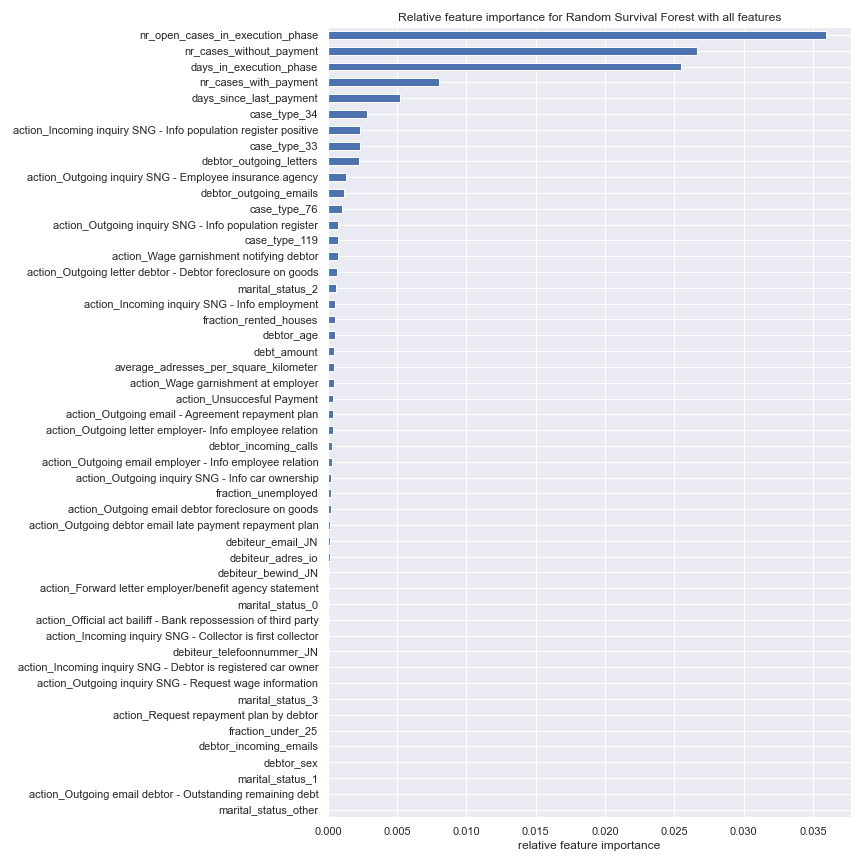 Relative feature importance for Random Survival Forest with all features
nr_open_cases_in_execution_phase
nr_cases_without_payment
days_in_execution_phase
nr_cases_with_payment
days_since_last_payment
case_type_34
action_Incoming inquiry SNG - Info population register positive
case_type_33
debtor_outgoing_letters
action_Outgoing inquiry SNG - Employee insurance agency
debtor_outgoing_emails
case_type_76
action_Outgoing inquiry SNG - Info population register
case_type_119
action_Wage garnishment notifying debtor
action_Outgoing letter debtor - Debtor foreclosure on goods
marital_status_2
action_Incoming inquiry SNG - Info employment
fraction_rented_houses
debtor_age
debt_amount
average_adresses_per_square_kilometer
action_Wage garnishment at employer
action_Unsuccesful Payment
action_Outgoing email - Agreement repayment plan
action_Outgoing letter employer- Info employee relation
debtor_incoming_calls
action_Outgoing email employer - Info employee relation
action_Outgoing inquiry SNG - Info car ownership
fraction_unemployed
action_Outgoing email debtor foreclosure on goods
action_Outgoing debtor email late payment repayment plan
debiteur_email_JN
debiteur_adres_io
debiteur_bewind_JN
action_Forward letter employer/benefit agency statement
marital_status_0
action_Official act bailiff - Bank repossession of third party
action_Incoming inquiry SNG - Collector is first collector
debiteur_telefoonnummer_JN
action_Incoming inquiry SNG - Debtor is registered car owner
action_Outgoing inquiry SNG - Request wage information
marital_status_3
action_Request repayment plan by debtor
fraction_under_25
debtor_incoming_emails
debtor_sex
marital_status_1
action_Outgoing email debtor - Outstanding remaining debt
marital_status_other
0.000 0.005 0.010 0.015 0.020 0.025 0.030 0.035
relative feature importance